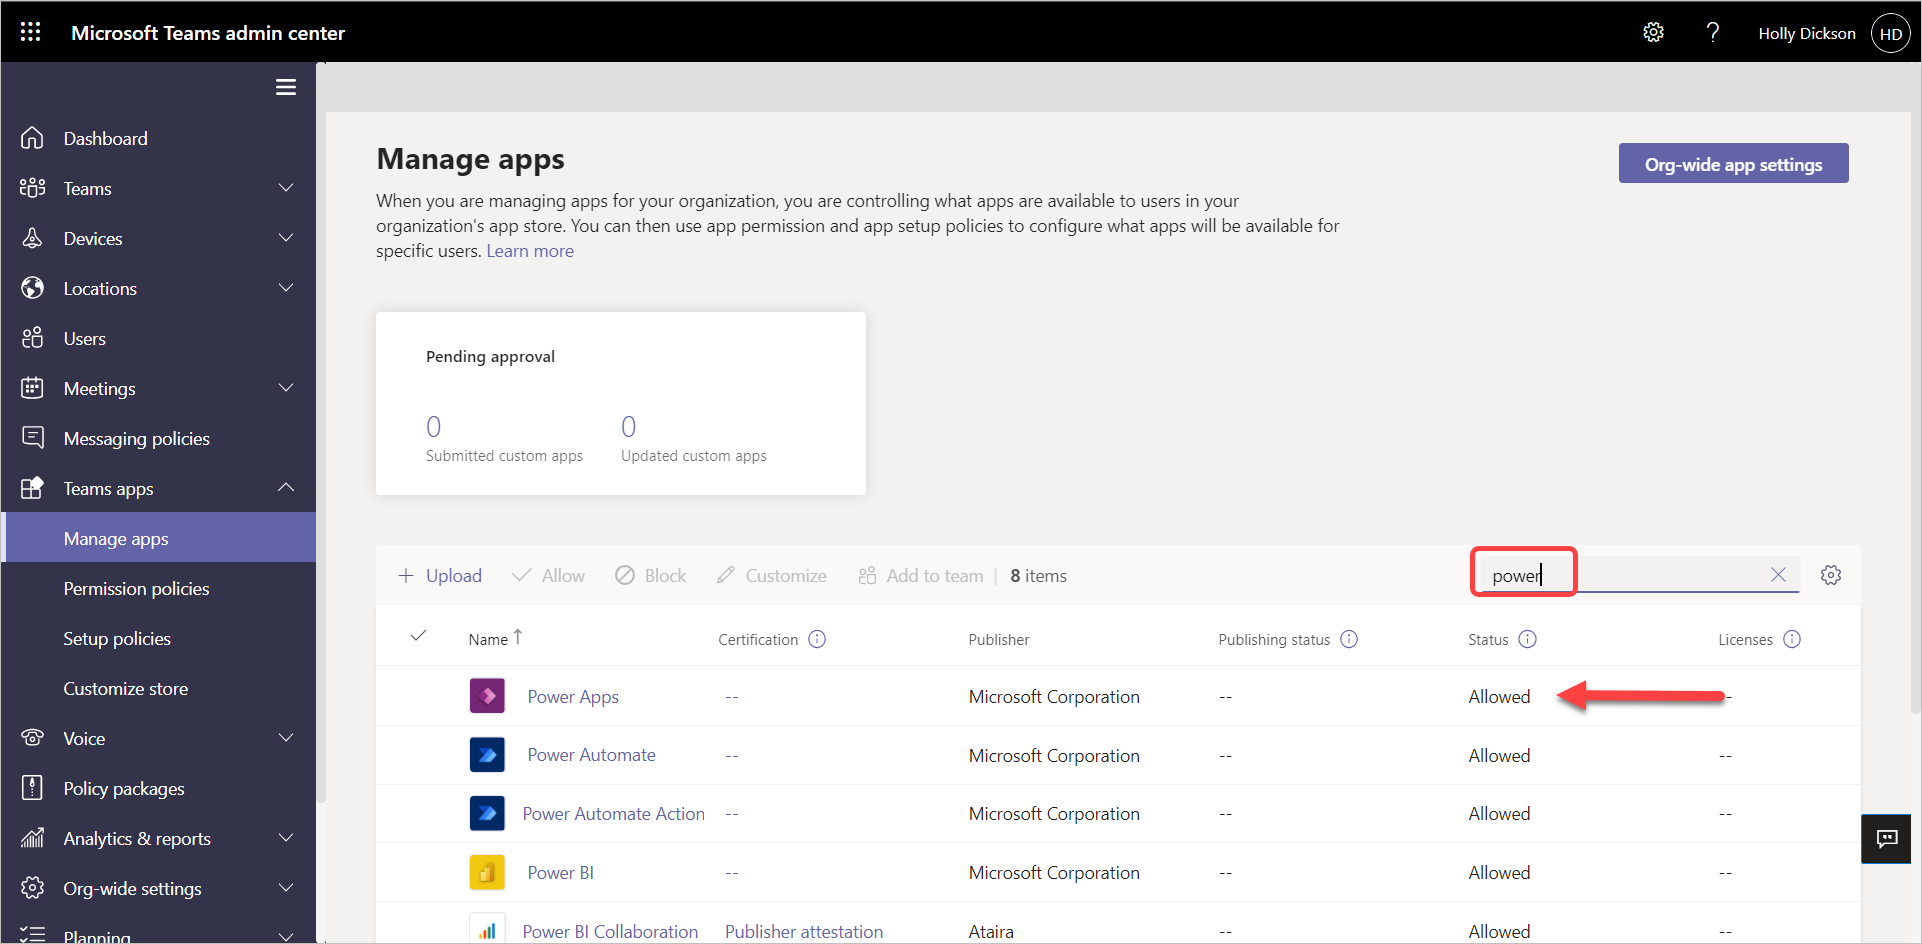 Microsoft Teams admin center
?
Holly Dickson
HD
Dashboard
Teams
Devices
Locations
Users
Meetings
Messaging policies
Teams apps
Manage apps
Permission policies
Setup policies
Customize store
Voice
Policy packages
Analytics & reports
Org-wide settings
Planning
Manage apps
Org-wide app settings
When you are managing apps for your organization, you are controlling what apps are available to users in your
organization's app store. You can then use app permission and app setup policies to configure what apps will be available for
specific users. Learn more
Pending approval
0 0
Submitted custom apps Updated custom apps
+ Upload Allow Block Customize Add to team | 8 items power
Name ↑ Certification Publisher Publishing status Status Licenses
Power Apps -- Microsoft Corporation -- Allowed --
Power Automate -- Microsoft Corporation -- Allowed --
Power Automate Action -- Microsoft Corporation -- Allowed --
Power BI -- Microsoft Corporation -- Allowed --
Power BI Collaboration Publisher attestation Ataira -- Allowed --